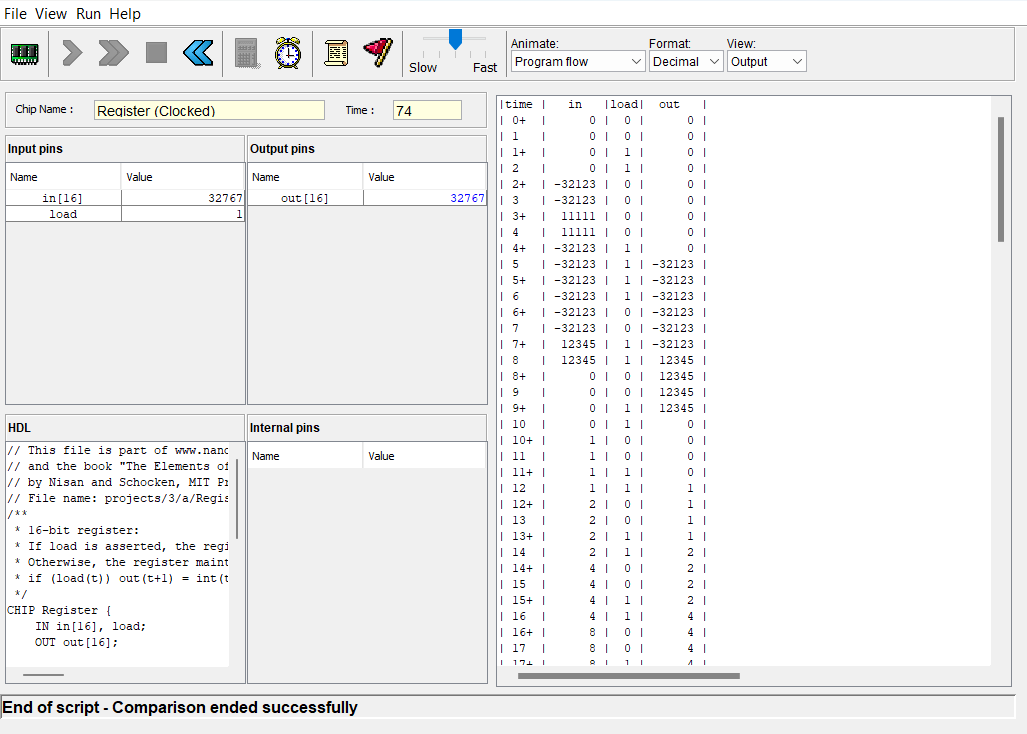 File View Run Help
Slow Fast
Animate: Format: View:
Program flow Decimal Output
Chip Name : Register (Clocked) Time : 74
Input pins
Name Value
in[16] 32767
load 1
Output pins
Name Value
out[16] 32767
HDL
// This file is part of www.nand
// and the book "The Elements of
// by Nisan and Schocken, MIT Pr
// File name: projects/3/a/Regis
/**
* 16-bit register:
* If load is asserted, the regi
* Otherwise, the register maint
* if (load(t)) out(t+1) = int(t
*/
CHIP Register {
IN in[16], load;
OUT out[16];
Internal pins
Name Value
|time | in |load| out |
| 0+ | 0 | 0 | 0 |
| 1 | 0 | 0 | 0 |
| 1+ | 0 | 1 | 0 |
| 2 | 0 | 1 | 0 |
| 2+ | -32123 | 0 | 0 |
| 3 | -32123 | 0 | 0 |
| 3+ | 11111 | 0 | 0 |
| 4 | 11111 | 0 | 0 |
| 4+ | -32123 | 1 | 0 |
| 5 | -32123 | 1 | -32123 |
| 5+ | -32123 | 1 | -32123 |
| 6 | -32123 | 1 | -32123 |
| 6+ | -32123 | 0 | -32123 |
| 7 | -32123 | 0 | -32123 |
| 7+ | 12345 | 1 | -32123 |
| 8 | 12345 | 1 | 12345 |
| 8+ | 0 | 0 | 12345 |
| 9 | 0 | 0 | 12345 |
| 9+ | 0 | 1 | 12345 |
| 10 | 0 | 1 | 0 |
| 10+ | 1 | 0 | 0 |
| 11 | 1 | 0 | 0 |
| 11+ | 1 | 1 | 0 |
| 12 | 1 | 1 | 1 |
| 12+ | 2 | 0 | 1 |
| 13 | 2 | 0 | 1 |
| 13+ | 2 | 1 | 1 |
| 14 | 2 | 1 | 2 |
| 14+ | 4 | 0 | 2 |
| 15 | 4 | 0 | 2 |
| 15+ | 4 | 1 | 2 |
| 16 | 4 | 1 | 4 |
| 16+ | 8 | 0 | 4 |
| 17 | 8 | 0 | 4 |
| 17+ | 8 | 1 | 4 |
End of script - Comparison ended successfully